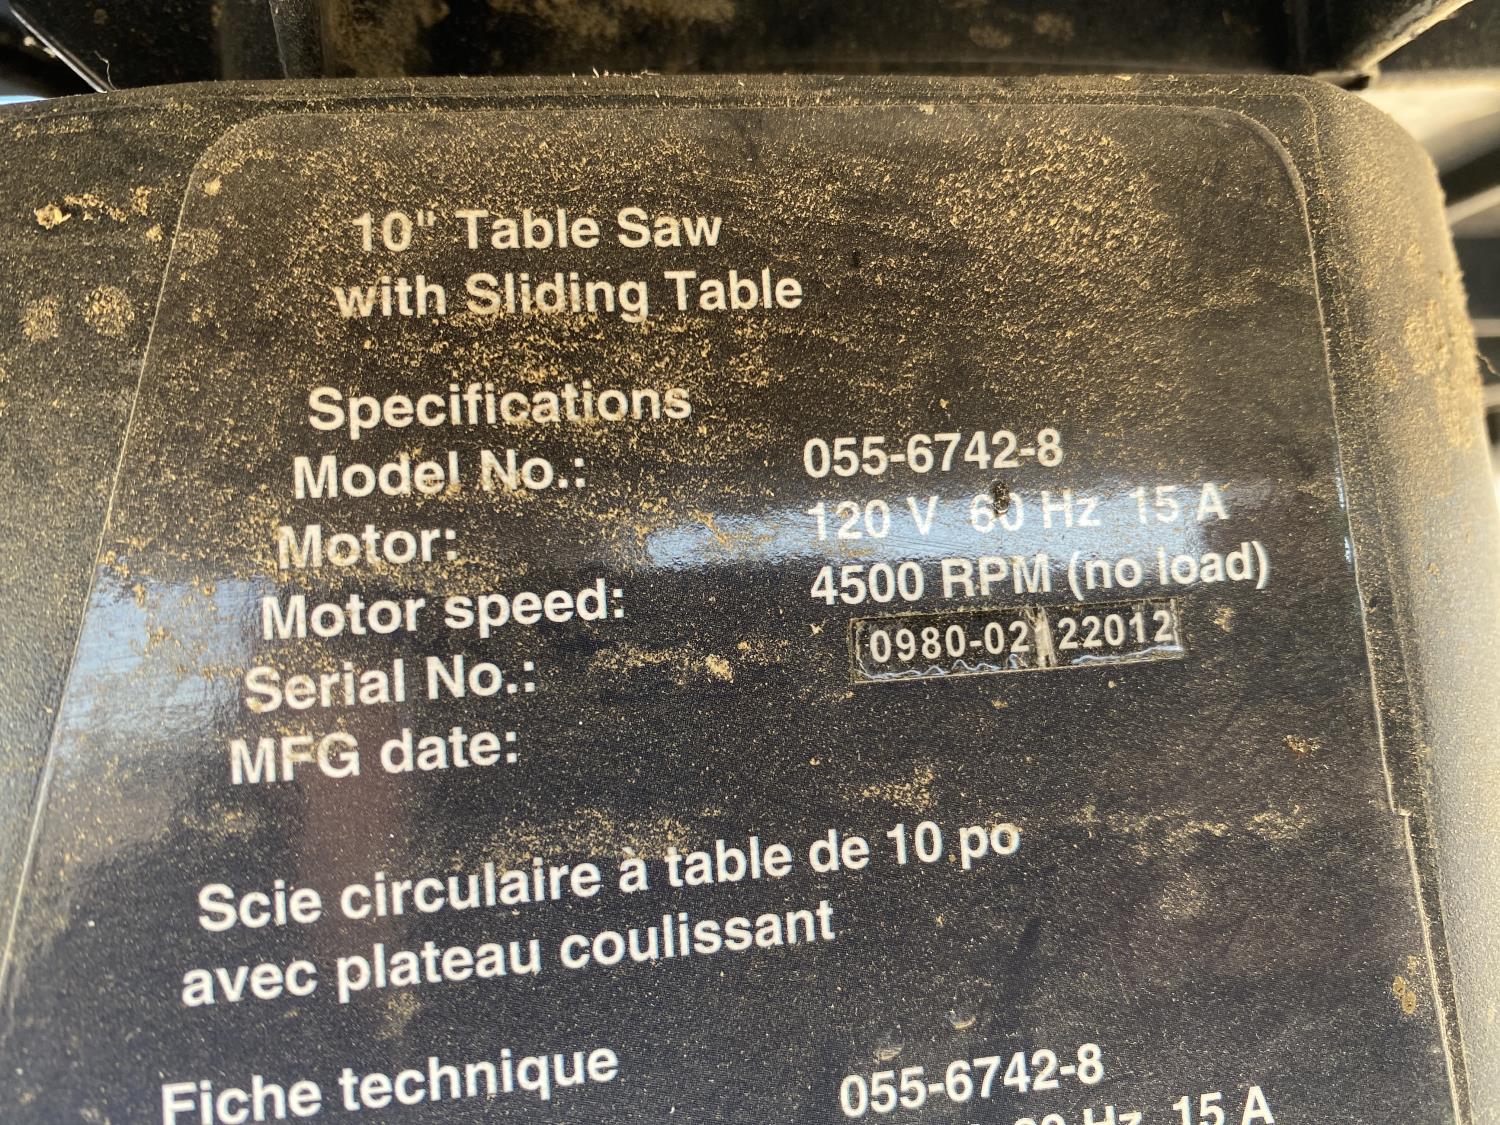 10" Table Saw
with Sliding Table
Specifications
Model No.: 055-6742-8
Motor: 120 V 60 Hz 15 A
Motor speed: 4500 RPM (no load)
Serial No.: 0980-02 22012
MFG date:
Scie circulaire à table de 10 po
avec plateau coulissant
Fiche technique
055-6742-8
Hz 15 A